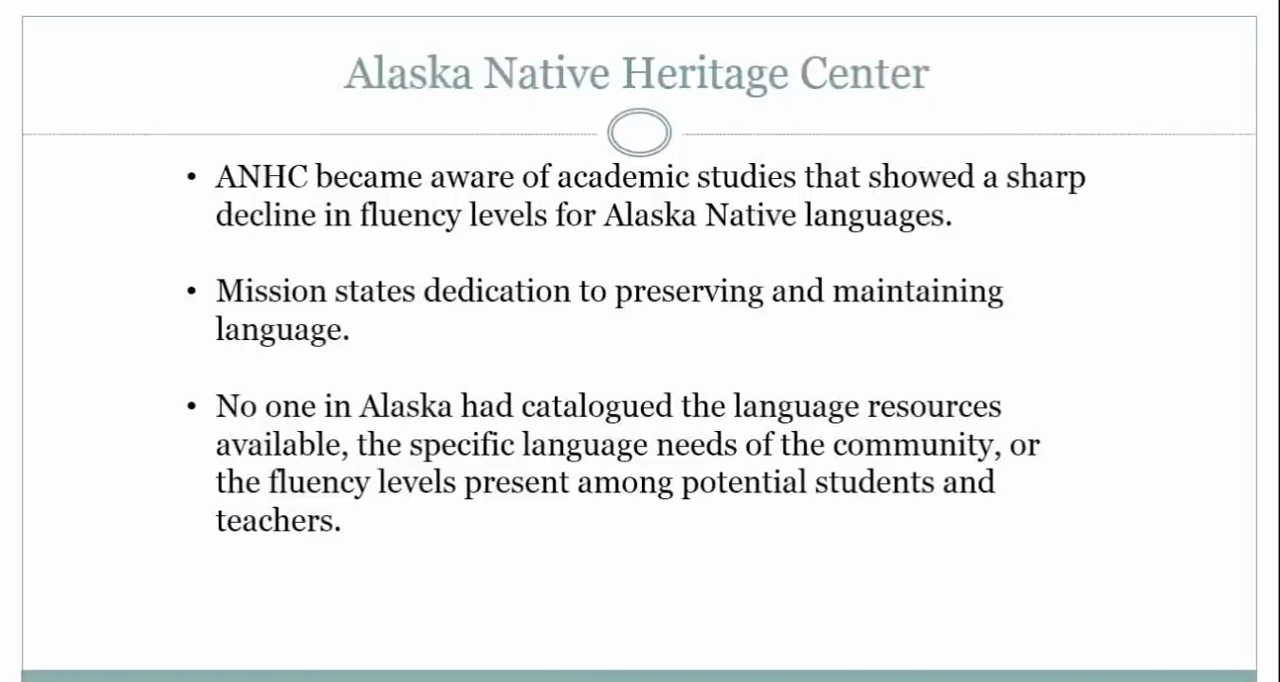 Alaska Native Heritage Center
• ANHC became aware of academic studies that showed a sharp
decline in fluency levels for Alaska Native languages.
• Mission states dedication to preserving and maintaining
language.
• No one in Alaska had catalogued the language resources
available, the specific language needs of the community, or
the fluency levels present among potential students and
teachers.